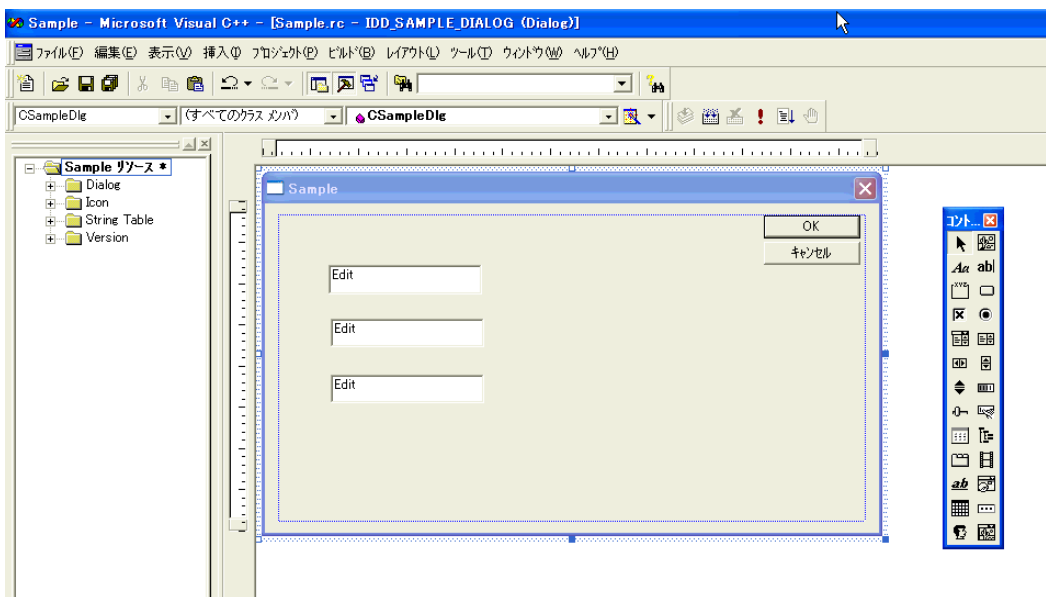 Sample - Microsoft Visual C++ - [Sample.rc - IDD_SAMPLE_DIALOG (Dialog)]
ファイル(F) 編集(E) 表示(V) 挿入(I) プロジェクト(P) ビルド(B) レイアウト(L) ツール(T) ウィンドウ(W) ヘルプ(H)
CSampleDlg (すべてのクラス メンバ) CSampleDlg
Sample リソース *
Dialog
Icon
String Table
Version
Sample
OK
キャンセル
Edit
Edit
Edit
コント...
Aa ab|
XYZ
ab